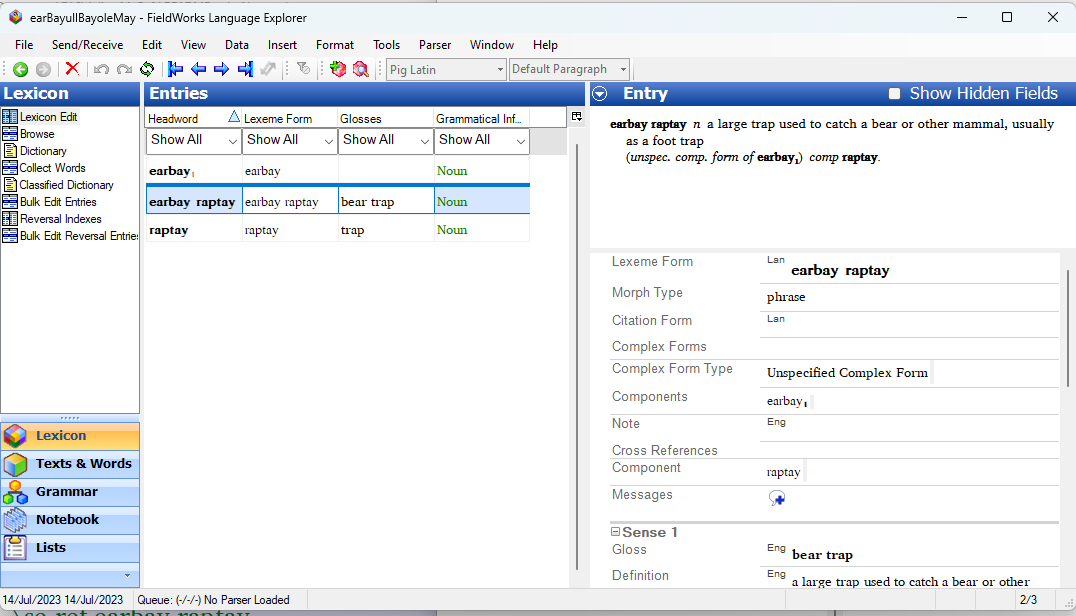 earBayullBayoleMay - FieldWorks Language Explorer
File Send/Receive Edit View Data Insert Format Tools Parser Window Help
Pig Latin Default Paragraph
Lexicon
Lexicon Edit
Browse
Dictionary
Collect Words
Classified Dictionary
Bulk Edit Entries
Reversal Indexes
Bulk Edit Reversal Entries
Lexicon
Texts & Words
Grammar
Notebook
Lists
Entries
Headword Lexeme Form Glosses Grammatical Inf...
Show All Show All Show All Show All
earbay₁ earbay Noun
earbay raptay earbay raptay bear trap Noun
raptay raptay trap Noun
Entry Show Hidden Fields
earbay raptay n a large trap used to catch a bear or other mammal, usually
as a foot trap
(unspec. comp. form of earbay₁) comp raptay.
Lexeme Form Lan earbay raptay
Morph Type phrase
Citation Form Lan
Complex Forms
Complex Form Type Unspecified Complex Form
Components earbay₁
Note Eng
Cross References
Component raptay
Messages
Sense 1
Gloss Eng bear trap
Definition Eng a large trap used to catch a bear or other
14/Jul/2023 14/Jul/2023 Queue: (-/-/-) No Parser Loaded 2/3